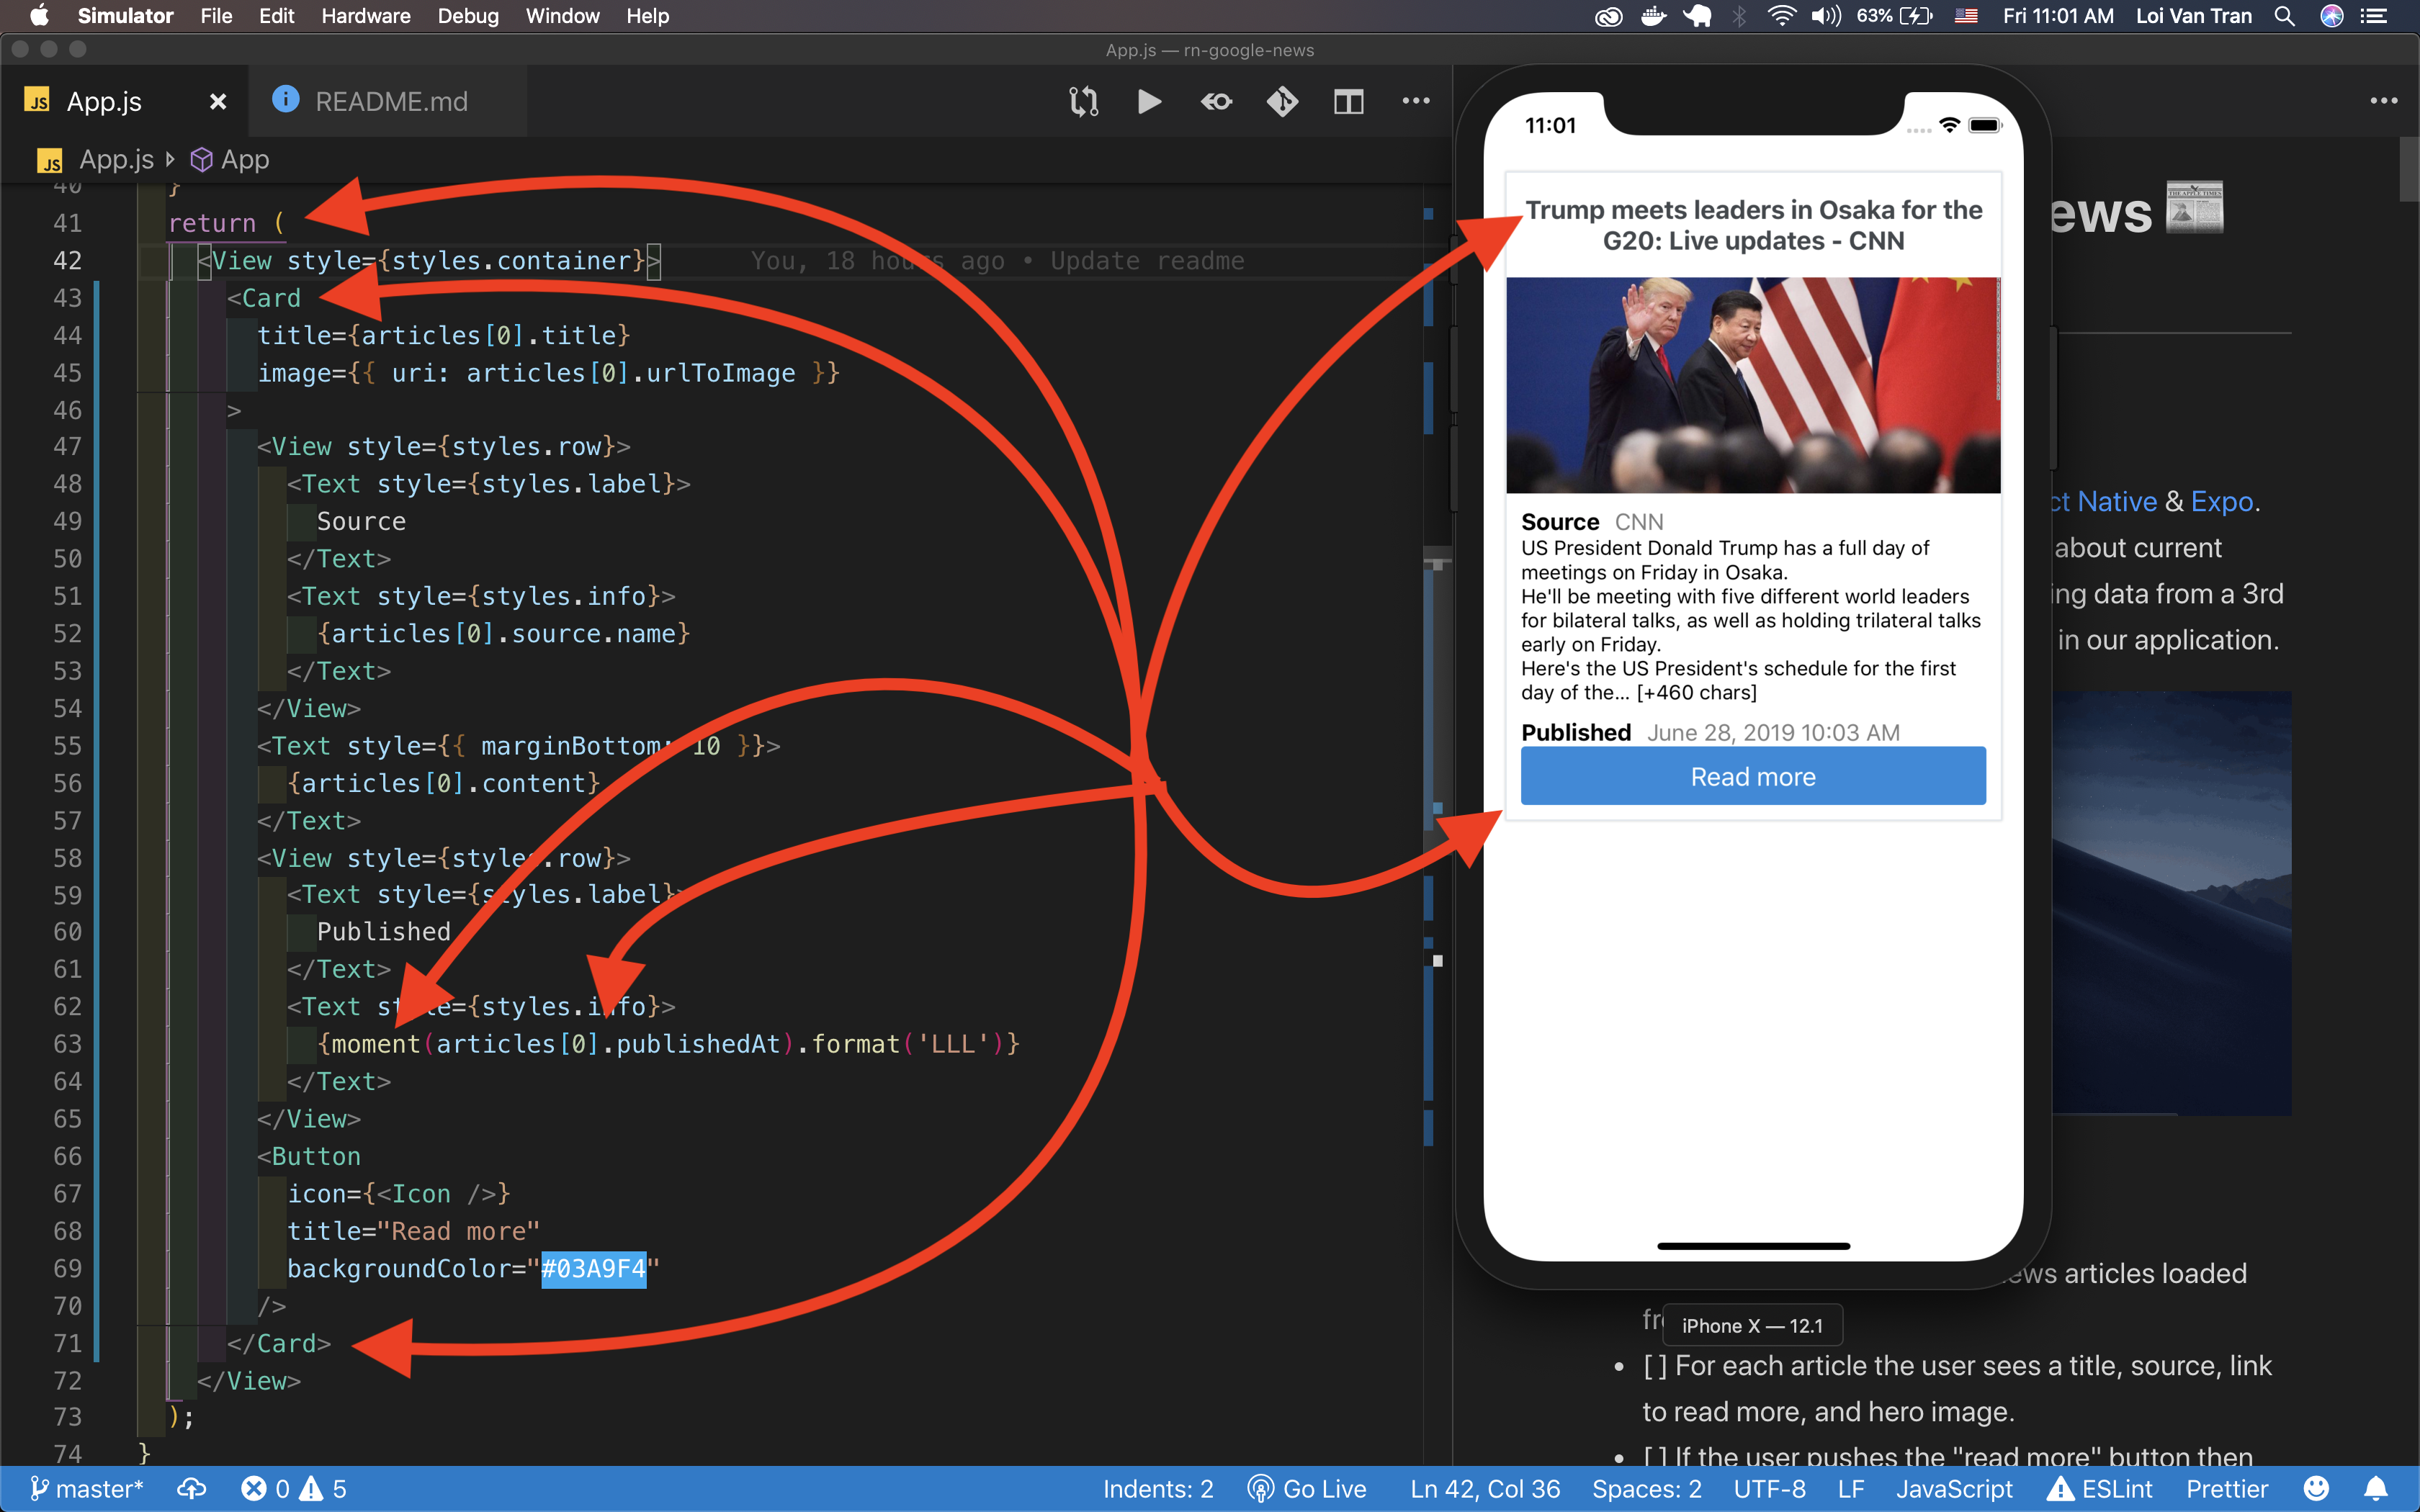 Simulator File Edit Hardware Debug Window Help
63% Fri 11:01 AM Loi Van Tran
App.js — rn-google-news
JS App.js × README.md
JS App.js App
40 }
41 return (
42 <View style={styles.container}> You, 18 hours ago • Update readme
43 <Card
44 title={articles[0].title}
45 image={{ uri: articles[0].urlToImage }}
46 >
47 <View style={styles.row}>
48 <Text style={styles.label}>
49 Source
50 </Text>
51 <Text style={styles.info}>
52 {articles[0].source.name}
53 </Text>
54 </View>
55 <Text style={{ marginBottom: 10 }}>
56 {articles[0].content}
57 </Text>
58 <View style={styles.row}>
59 <Text style={styles.label}>
60 Published
61 </Text>
62 <Text style={styles.info}>
63 {moment(articles[0].publishedAt).format('LLL')}
64 </Text>
65 </View>
66 <Button
67 icon={<Icon />}
68 title="Read more"
69 backgroundColor="#03A9F4"
70 />
71 </Card>
72 </View>
73 );
74 }
11:01
Trump meets leaders in Osaka for the
G20: Live updates - CNN
Source CNN
US President Donald Trump has a full day of
meetings on Friday in Osaka.
He'll be meeting with five different world leaders
for bilateral talks, as well as holding trilateral talks
early on Friday.
Here's the US President's schedule for the first
day of the... [+460 chars]
Published June 28, 2019 10:03 AM
Read more
iPhone X — 12.1
ews
ct Native & Expo.
about current
ing data from a 3rd
in our application.
ews articles loaded
fr
• [ ] For each article the user sees a title, source, link
to read more, and hero image.
• [ ] If the user pushes the "read more" button then
master* 0 5 Indents: 2 Go Live Ln 42, Col 36 Spaces: 2 UTF-8 LF JavaScript ESLint Prettier